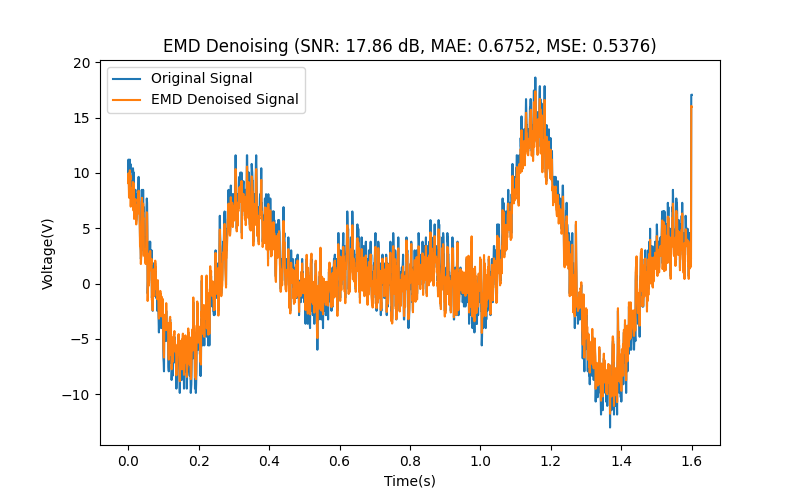 EMD Denoising (SNR: 17.86 dB, MAE: 0.6752, MSE: 0.5376)
Original Signal
EMD Denoised Signal
20
15
10
5
0
−5
−10
Voltage(V)
0.0 0.2 0.4 0.6 0.8 1.0 1.2 1.4 1.6
Time(s)